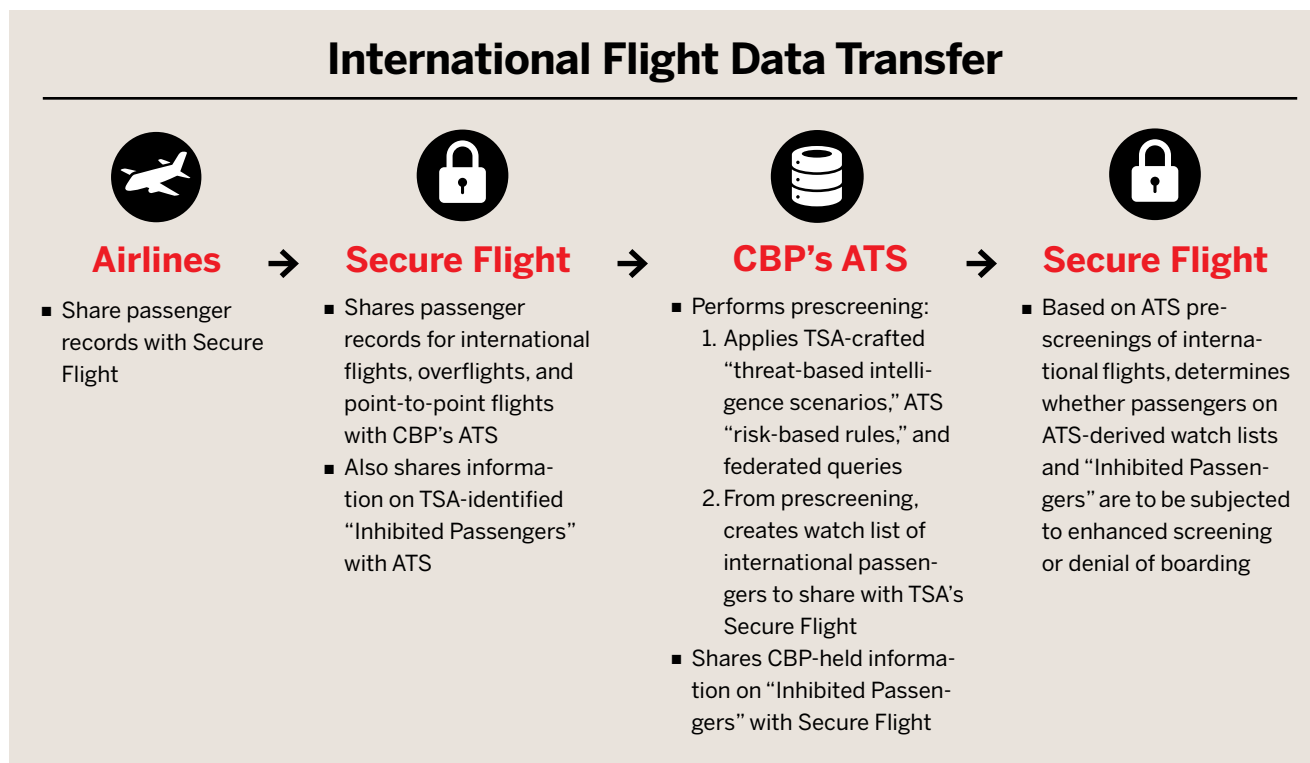 International Flight Data Transfer
Airlines
■ Share passenger
records with Secure
Flight
→
Secure Flight
■ Shares passenger
records for international
flights, overflights, and
point-to-point flights
with CBP's ATS
■ Also shares informa-
tion on TSA-identified
“Inhibited Passengers”
with ATS
→
CBP's ATS
■ Performs prescreening:
1. Applies TSA-crafted
“threat-based intelli-
gence scenarios,” ATS
“risk-based rules,” and
federated queries
2. From prescreening,
creates watch list of
international passen-
gers to share with TSA's
Secure Flight
■ Shares CBP-held informa-
tion on “Inhibited Passen-
gers” with Secure Flight
→
Secure Flight
■ Based on ATS pre-
screenings of interna-
tional flights, determines
whether passengers on
ATS-derived watch lists
and “Inhibited Passen-
gers” are to be subjected
to enhanced screening
or denial of boarding